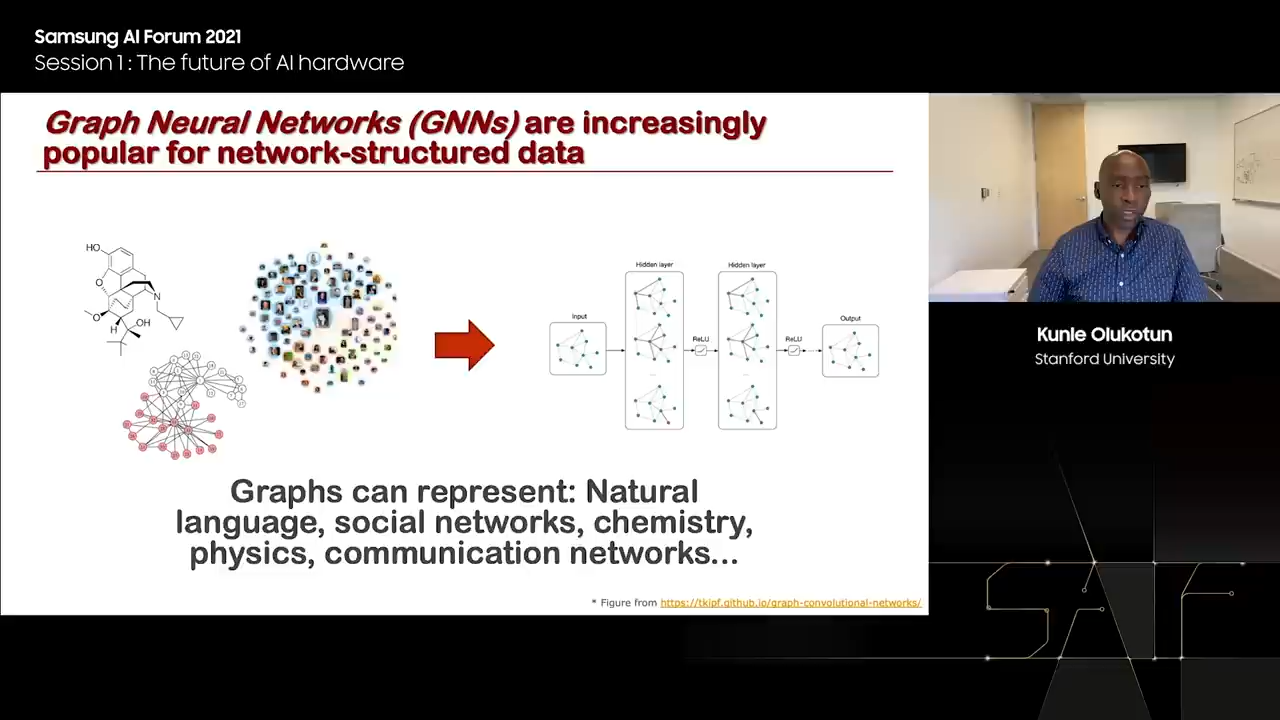 Samsung AI Forum 2021
Session 1 : The future of AI hardware
Graph Neural Networks (GNNs) are increasingly
popular for network-structured data
HO
O
N
O
H
OH
Input
Hidden layer
Hidden layer
ReLU
ReLU
Output
Graphs can represent: Natural
language, social networks, chemistry,
physics, communication networks...
* Figure from https://tkipf.github.io/graph-convolutional-networks/
Kunle Olukotun
Stanford University